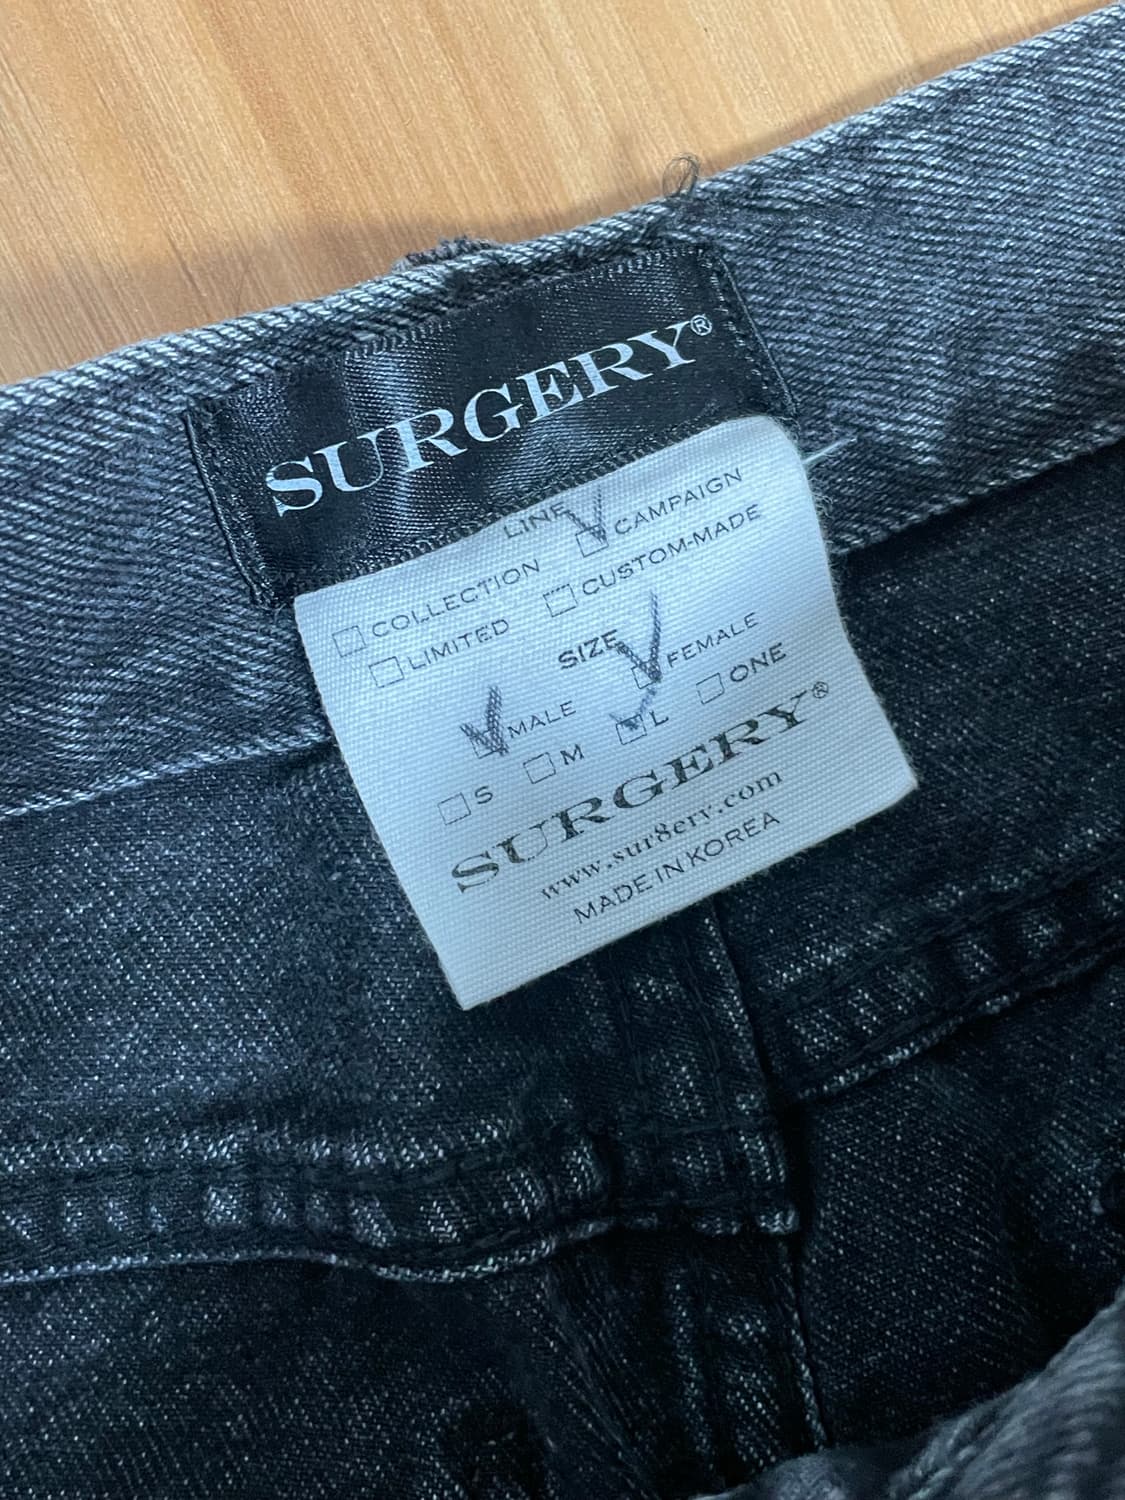 SURGERY®
LINE
☐ COLLECTION ☑ CAMPAIGN
☐ LIMITED ☐ CUSTOM-MADE
SIZE
☑ MALE ☑ FEMALE
☐ S ☐ M ☑ L ☐ ONE
SURGERY®
www.sur8ery.com
MADE IN KOREA